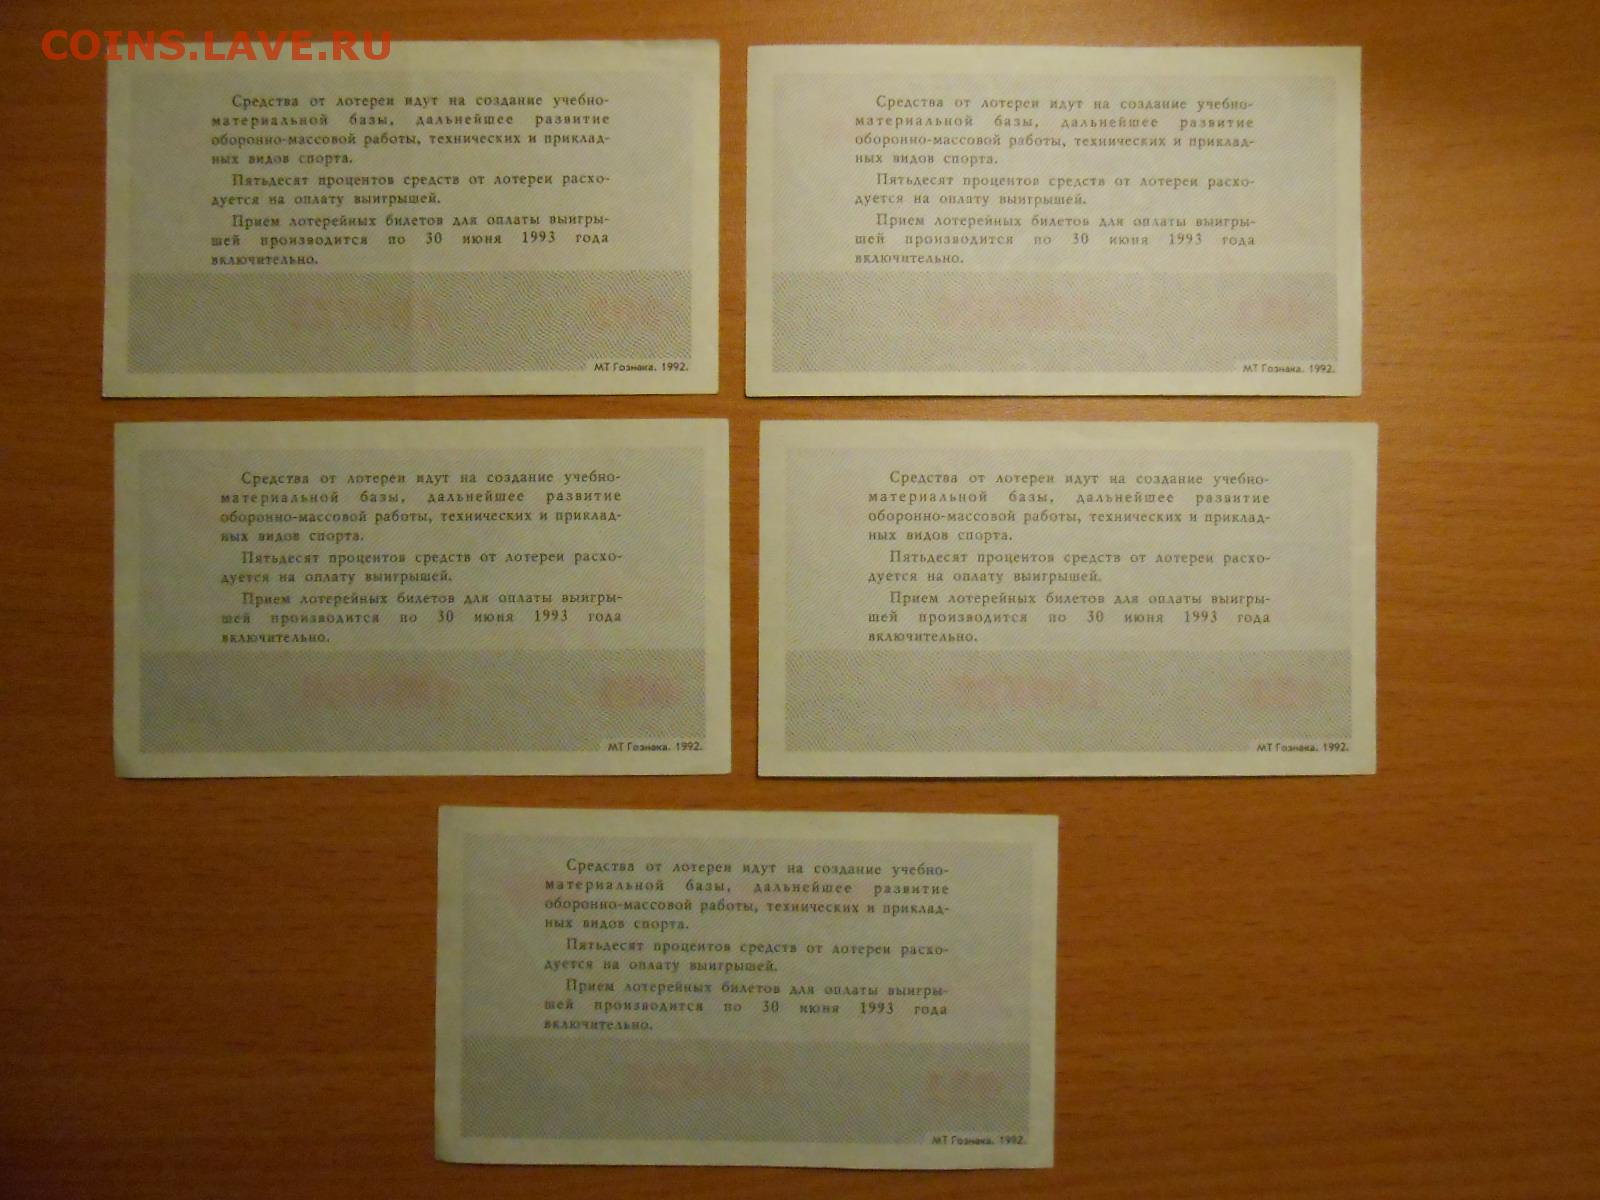 COINS.LAVE.RU
Средства от лотереи идут на создание учебно-
материальной базы, дальнейшее развитие
оборонно-массовой работы, технических и приклад-
ных видов спорта.
Пятьдесят процентов средств от лотереи расхо-
дуется на оплату выигрышей.
Прием лотерейных билетов для оплаты выигры-
шей производится по 30 июня 1993 года
включительно.
МТ Гознака. 1992.
Средства от лотереи идут на создание учебно-
материальной базы, дальнейшее развитие
оборонно-массовой работы, технических и приклад-
ных видов спорта.
Пятьдесят процентов средств от лотереи расхо-
дуется на оплату выигрышей.
Прием лотерейных билетов для оплаты выигры-
шей производится по 30 июня 1993 года
включительно.
МТ Гознака. 1992.
Средства от лотереи идут на создание учебно-
материальной базы, дальнейшее развитие
оборонно-массовой работы, технических и приклад-
ных видов спорта.
Пятьдесят процентов средств от лотереи расхо-
дуется на оплату выигрышей.
Прием лотерейных билетов для оплаты выигры-
шей производится по 30 июня 1993 года
включительно.
МТ Гознака. 1992.
Средства от лотереи идут на создание учебно-
материальной базы, дальнейшее развитие
оборонно-массовой работы, технических и приклад-
ных видов спорта.
Пятьдесят процентов средств от лотереи расхо-
дуется на оплату выигрышей.
Прием лотерейных билетов для оплаты выигры-
шей производится по 30 июня 1993 года
включительно.
МТ Гознака. 1992.
Средства от лотереи идут на создание учебно-
материальной базы, дальнейшее развитие
оборонно-массовой работы, технических и приклад-
ных видов спорта.
Пятьдесят процентов средств от лотереи расхо-
дуется на оплату выигрышей.
Прием лотерейных билетов для оплаты выигры-
шей производится по 30 июня 1993 года
включительно.
МТ Гознака. 1992.